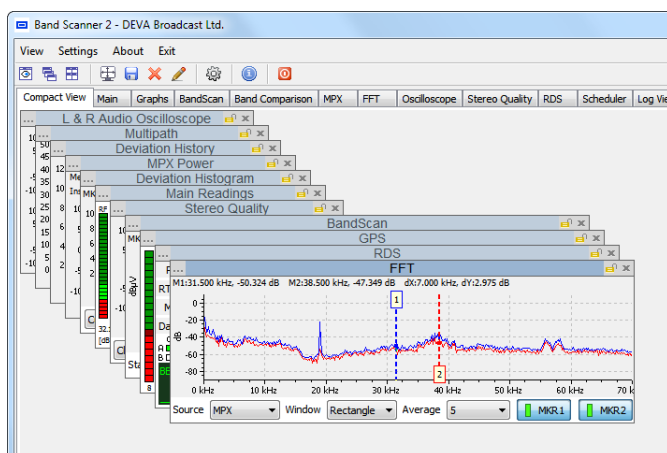 Band Scanner 2 - DEVA Broadcast Ltd.
View Settings About Exit
Compact View Main Graphs BandScan Band Comparison MPX FFT Oscilloscope Stereo Quality RDS Scheduler Log Vie
... L & R Audio Oscilloscope
... Multipath
... Deviation History
... MPX Power
... Deviation Histogram
... Main Readings
... Stereo Quality
... BandScan
... GPS
... RDS
... FFT
M1:31.500 kHz, -50.324 dB M2:38.500 kHz, -47.349 dB dX:7.000 kHz, dY:2.975 dB
1
0
-20
-40
-60
-80
dB
2
0 kHz 10 kHz 20 kHz 30 kHz 40 kHz 50 kHz 60 kHz 70 k
Source MPX Window Rectangle Average 5 MKR1 MKR2